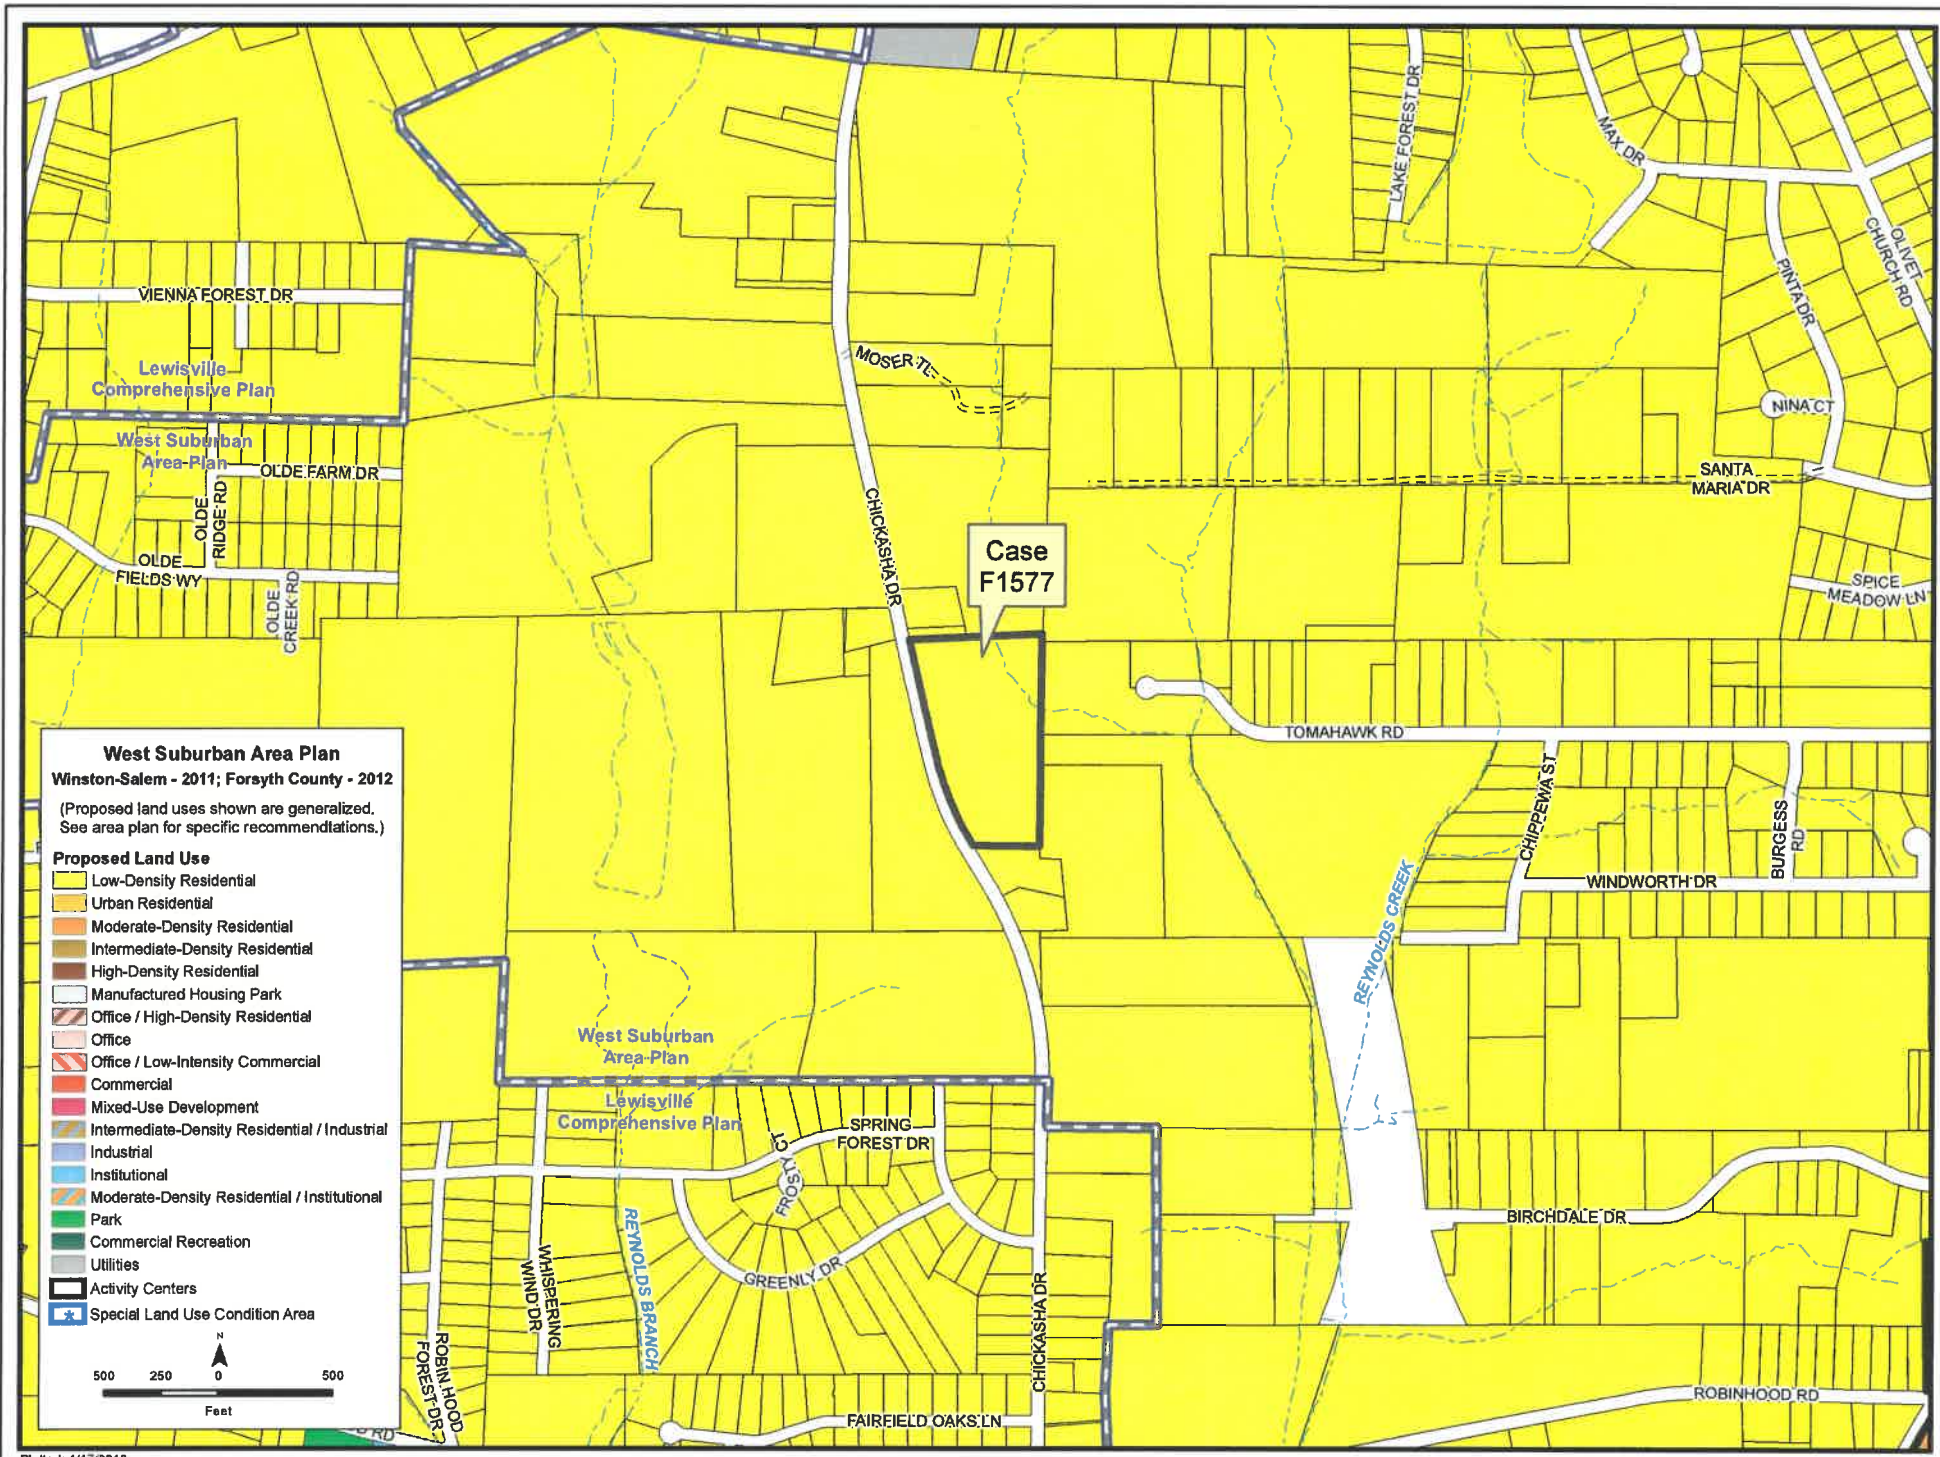 LAKE FOREST DR
MAX DR
OLIVET
CHURCH RD
PINTA DR
VIENNA FOREST DR
Lewisville
Comprehensive Plan
MOSER TL
NINA CT
West Suburban
Area Plan
OLDE FARM DR
OLDE
RIDGE RD
SANTA
MARIA DR
CHICKASHA DR
Case
F1577
OLDE
FIELDS WY
OLDE
CREEK RD
SPICE
MEADOW LN
TOMAHAWK RD
CHIPPEWA ST
BURGESS
RD
WINDWORTH DR
REYNOLDS CREEK
West Suburban Area Plan
Winston-Salem - 2011; Forsyth County - 2012
(Proposed land uses shown are generalized.
See area plan for specific recommendations.)
Proposed Land Use
Low-Density Residential
Urban Residential
Moderate-Density Residential
Intermediate-Density Residential
High-Density Residential
Manufactured Housing Park
Office / High-Density Residential
Office
Office / Low-Intensity Commercial
Commercial
Mixed-Use Development
Intermediate-Density Residential / Industrial
Industrial
Institutional
Moderate-Density Residential / Institutional
Park
Commercial Recreation
Utilities
Activity Centers
Special Land Use Condition Area
N
500 250 0 500
Feet
West Suburban
Area Plan
Lewisville
Comprehensive Plan
SPRING
FOREST DR
FROSTY CT
GREENLY DR
REYNOLDS BRANCH
WHISPERING
WIND DR
ROBIN HOOD
FOREST DR
CHICKASHA DR
BIRCHDALE DR
ROBINHOOD RD
FAIRFIELD OAKS LN
RD